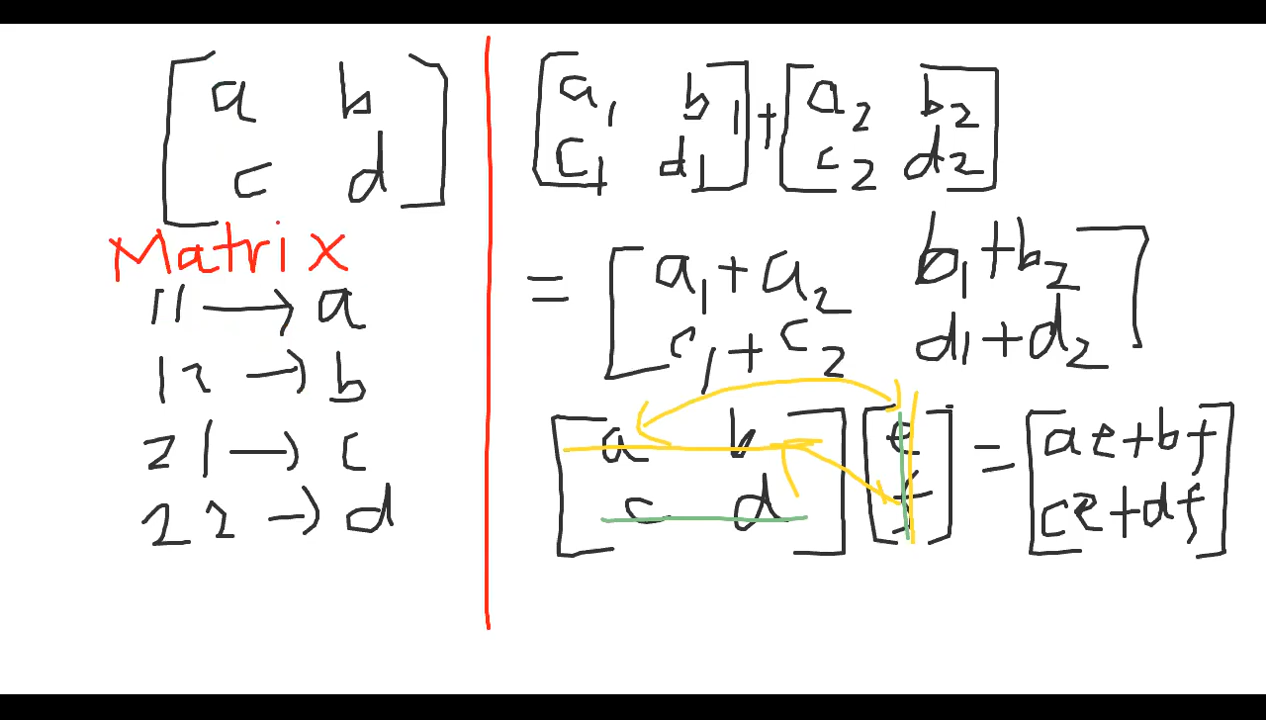 [a b
c d]
Matrix
11 → a
12 → b
21 → c
22 → d
[a₁ b₁
c₁ d₁] + [a₂ b₂
c₂ d₂]
= [a₁+a₂ b₁+b₂
c₁+c₂ d₁+d₂]
[a b
c d] [e
f] = [ae+bf
ce+df]